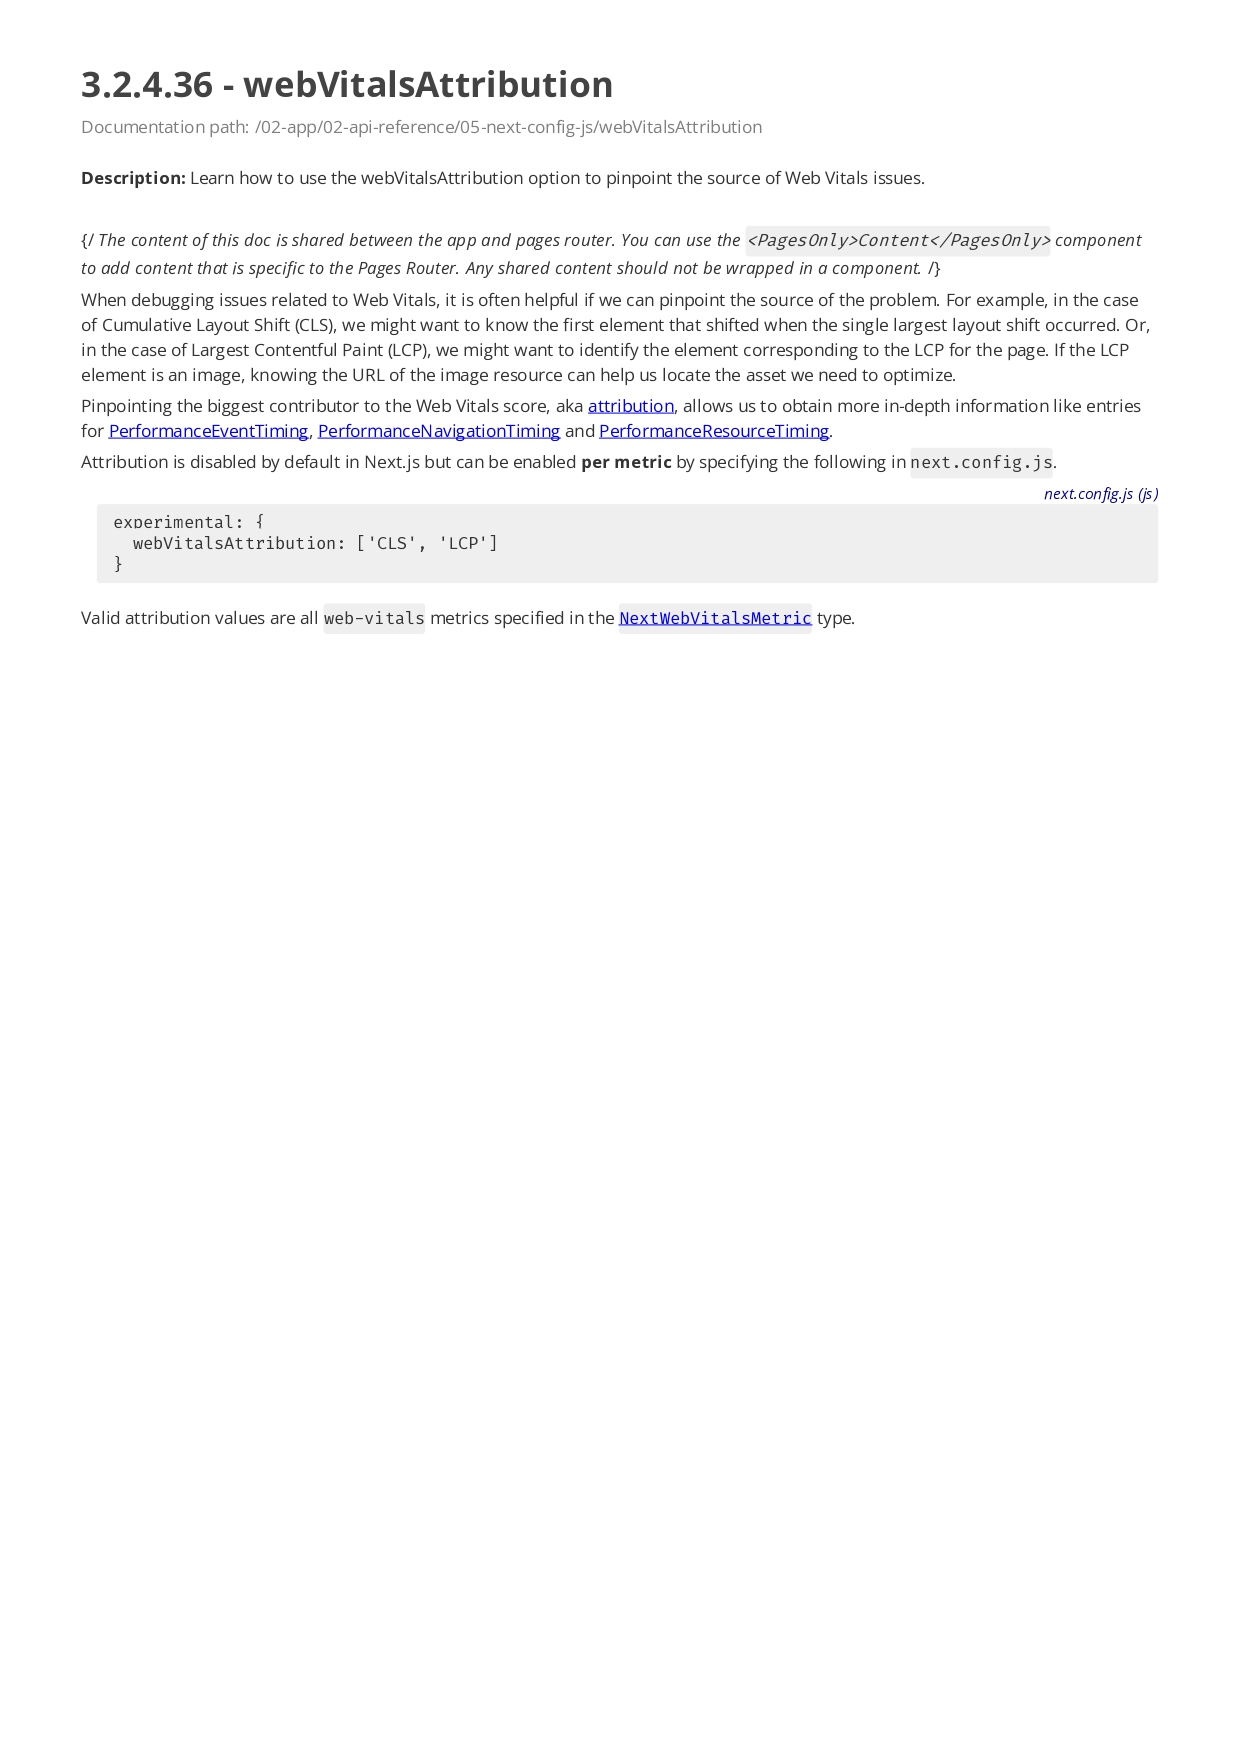 3.2.4.36 - webVitalsAttribution
Documentation path: /02-app/02-api-reference/05-next-config-js/webVitalsAttribution
Description: Learn how to use the webVitalsAttribution option to pinpoint the source of Web Vitals issues.
{/ The content of this doc is shared between the app and pages router. You can use the <PagesOnly>Content</PagesOnly> component
to add content that is specific to the Pages Router. Any shared content should not be wrapped in a component. /}
When debugging issues related to Web Vitals, it is often helpful if we can pinpoint the source of the problem. For example, in the case
of Cumulative Layout Shift (CLS), we might want to know the first element that shifted when the single largest layout shift occurred. Or,
in the case of Largest Contentful Paint (LCP), we might want to identify the element corresponding to the LCP for the page. If the LCP
element is an image, knowing the URL of the image resource can help us locate the asset we need to optimize.
Pinpointing the biggest contributor to the Web Vitals score, aka attribution, allows us to obtain more in-depth information like entries
for PerformanceEventTiming, PerformanceNavigationTiming and PerformanceResourceTiming.
Attribution is disabled by default in Next.js but can be enabled per metric by specifying the following in next.config.js.
next.config.js (js)
experimental: {
  webVitalsAttribution: ['CLS', 'LCP']
}
Valid attribution values are all web-vitals metrics specified in the NextWebVitalsMetric type.